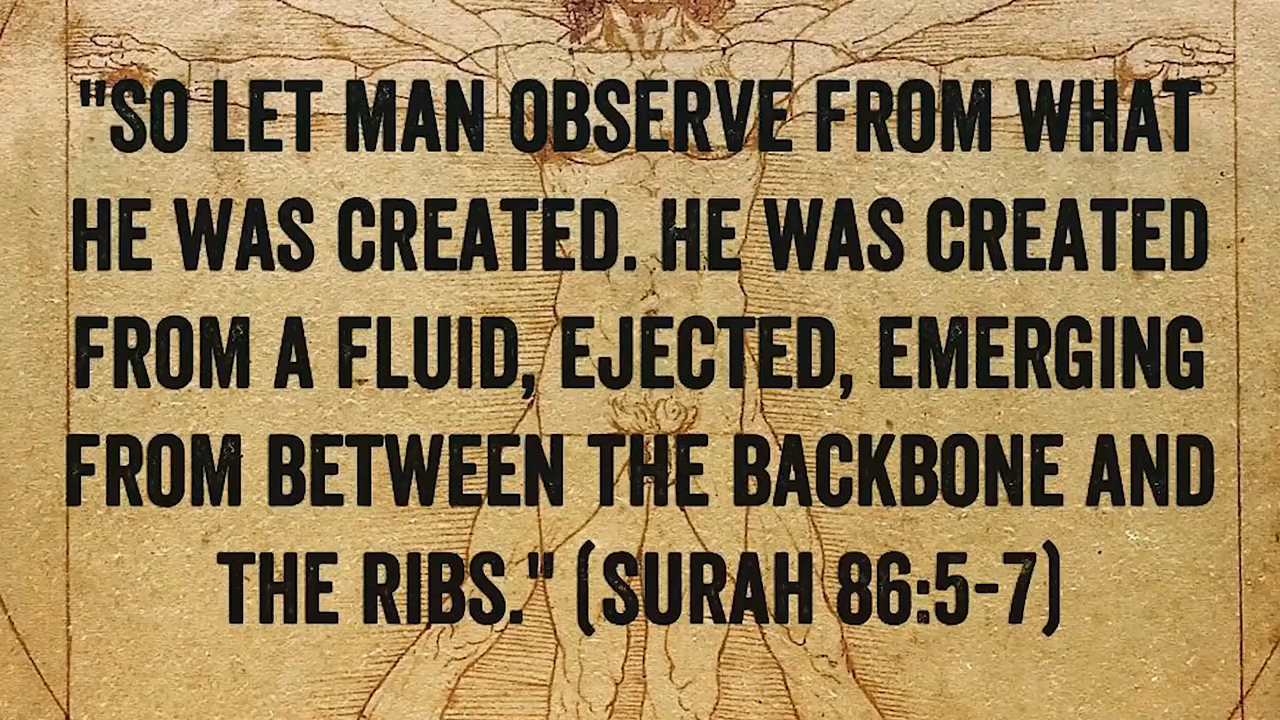 "SO LET MAN OBSERVE FROM WHAT
HE WAS CREATED. HE WAS CREATED
FROM A FLUID, EJECTED, EMERGING
FROM BETWEEN THE BACKBONE AND
THE RIBS." (SURAH 86:5-7)